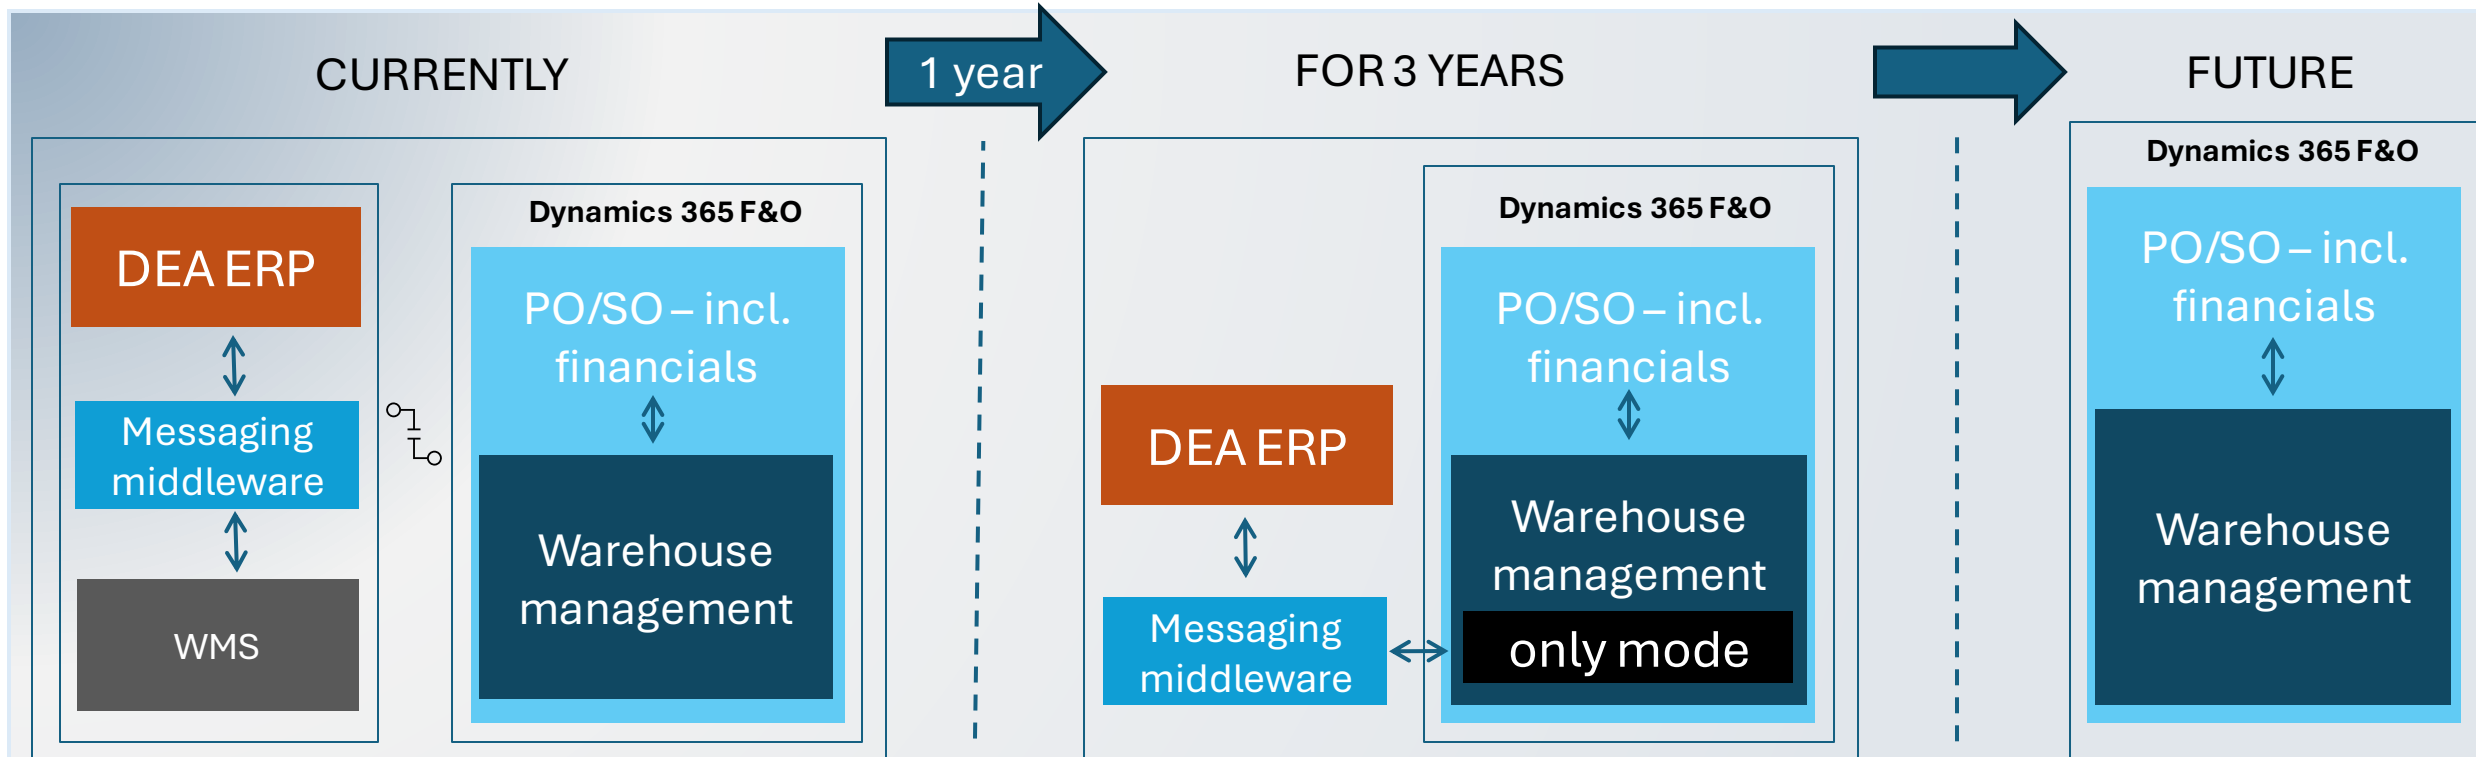 CURRENTLY
1 year
FOR 3 YEARS
FUTURE
DEA ERP
Messaging
middleware
WMS
Dynamics 365 F&O
PO/SO – incl.
financials
Warehouse
management
DEA ERP
Messaging
middleware
Dynamics 365 F&O
PO/SO – incl.
financials
Warehouse
management
only mode
Dynamics 365 F&O
PO/SO – incl.
financials
Warehouse
management